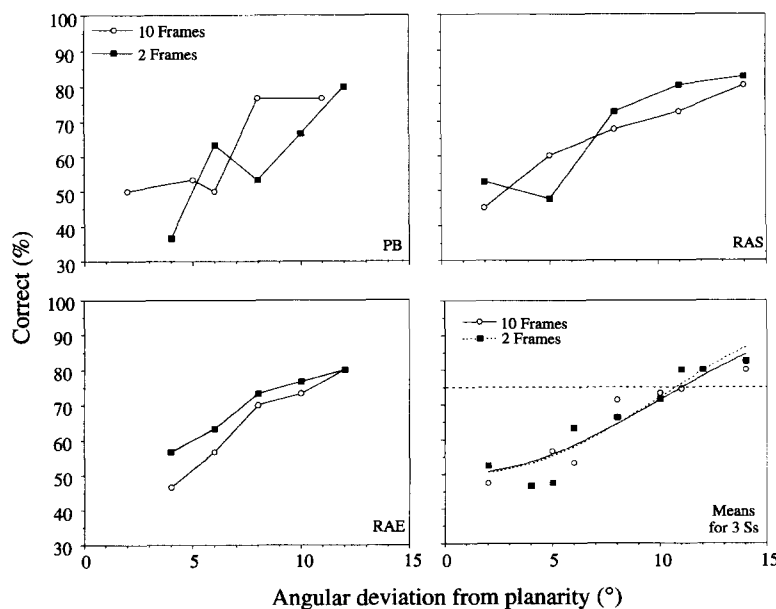 100
90
80
70
60
50
40
30
10 Frames
2 Frames
PB
RAS
Correct (%)
100
90
80
70
60
50
40
30
RAE
10 Frames
2 Frames
Means
for 3 Ss
0 5 10 15 0 5 10 15
Angular deviation from planarity (°)